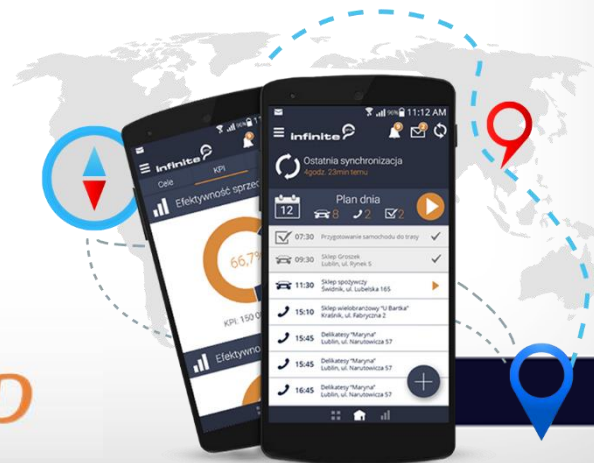 infinite
Cele
KPI
Efektywność sprzed
66,7%
KPI: 150 00
Efektywno
11:12 AM
infinite
Ostatnia synchronizacja
4godz. 23min temu
Plan dnia
12
8
2
2
07:30 Przygotowanie samochodu do trasy
09:30 Sklep Groszek
Lublin, ul. Rynek 5
11:30 Sklep spożywczy
Świdnik, ul. Lubelska 165
15:10 Sklep wielobranżowy "U Bartka"
Kraśnik, ul. Fabryczna 2
15:45 Delikatesy "Maryna"
Lublin, ul. Narutowicza 57
15:45 Delikatesy "Maryna"
Lublin, ul. Narutowicza 57
16:45 Delikatesy "Maryna"
Lublin, ul. Narutowicza 57